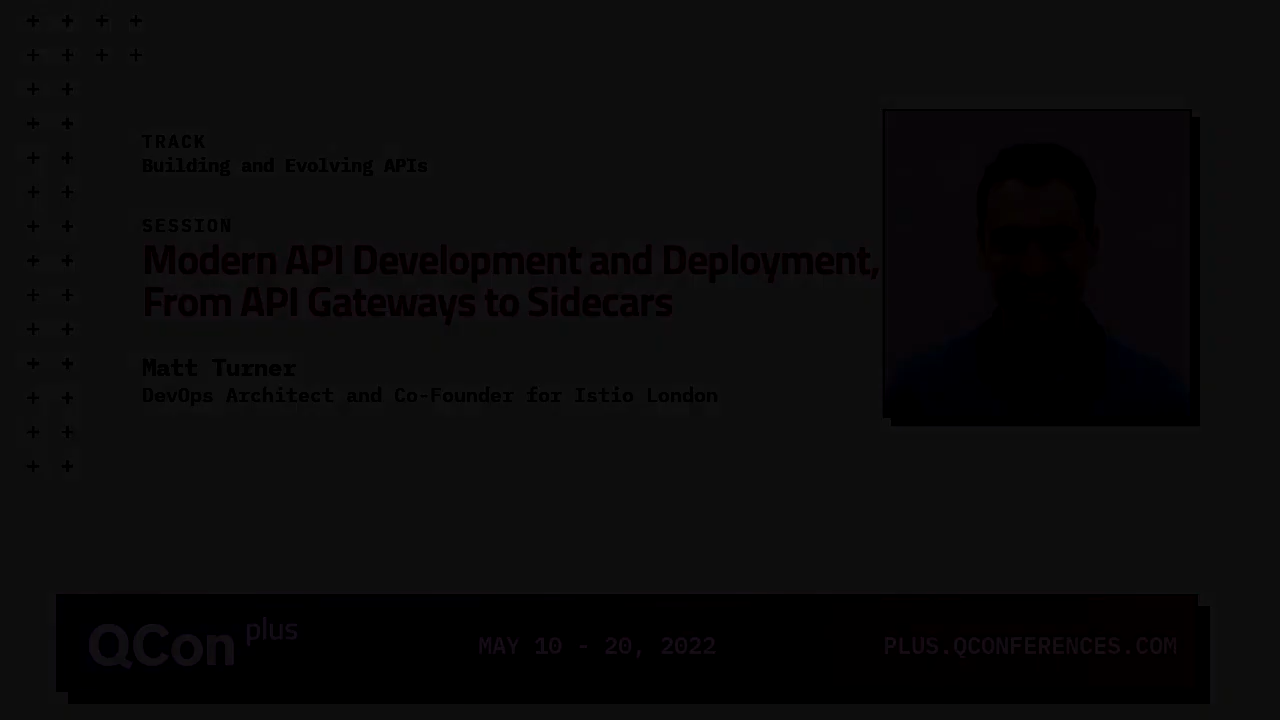 TRACK
Building and Evolving APIs
SESSION
Modern API Development and Deployment,
From API Gateways to Sidecars
Matt Turner
DevOps Architect and Co-Founder for Istio London
QCon plus
MAY 10 - 20, 2022
PLUS.QCONFERENCES.COM